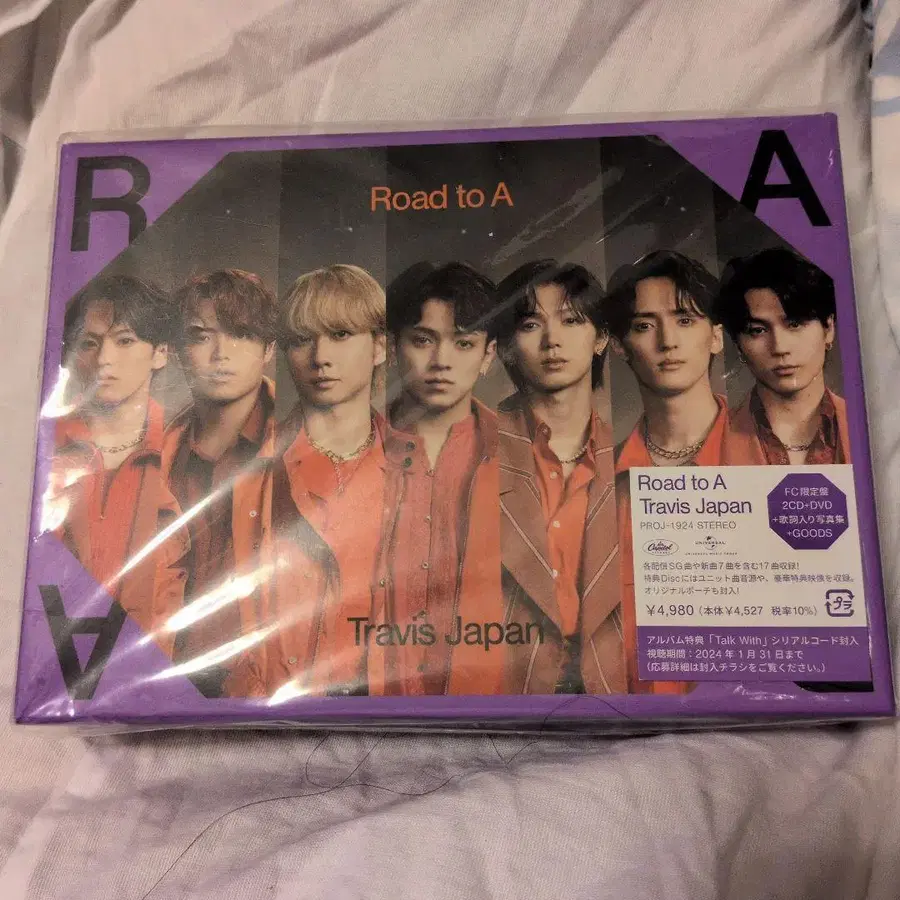 R
A
Road to A
Road to A
Travis Japan
PROJ-1924 STEREO
Capitol
UNIVERSAL
UNIVERSAL MUSIC GROUP
FC限定盤
2CD+DVD
+歌詞入り写真集
+GOODS
各配信SG曲や新曲7曲を含む17曲収録!
特典Discにはユニット曲音源や、豪華特典映像を収録。
オリジナルポーチも封入!
¥4,980 (本体¥4,527 税率10%)
プラ
アルバム特典「Talk With」シリアルコード封入
視聴期間:2024年1月31日まで
(応募詳細は封入チラシをご覧ください。)
Travis Japan
A